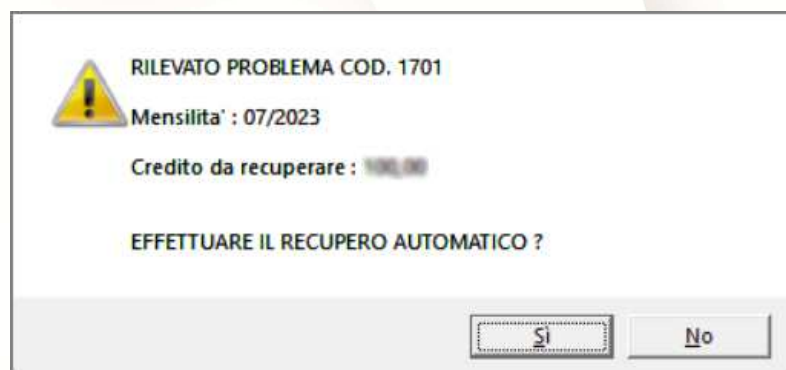 RILEVATO PROBLEMA COD. 1701
Mensilita' : 07/2023
Credito da recuperare :
EFFETTUARE IL RECUPERO AUTOMATICO ?
Sì
No